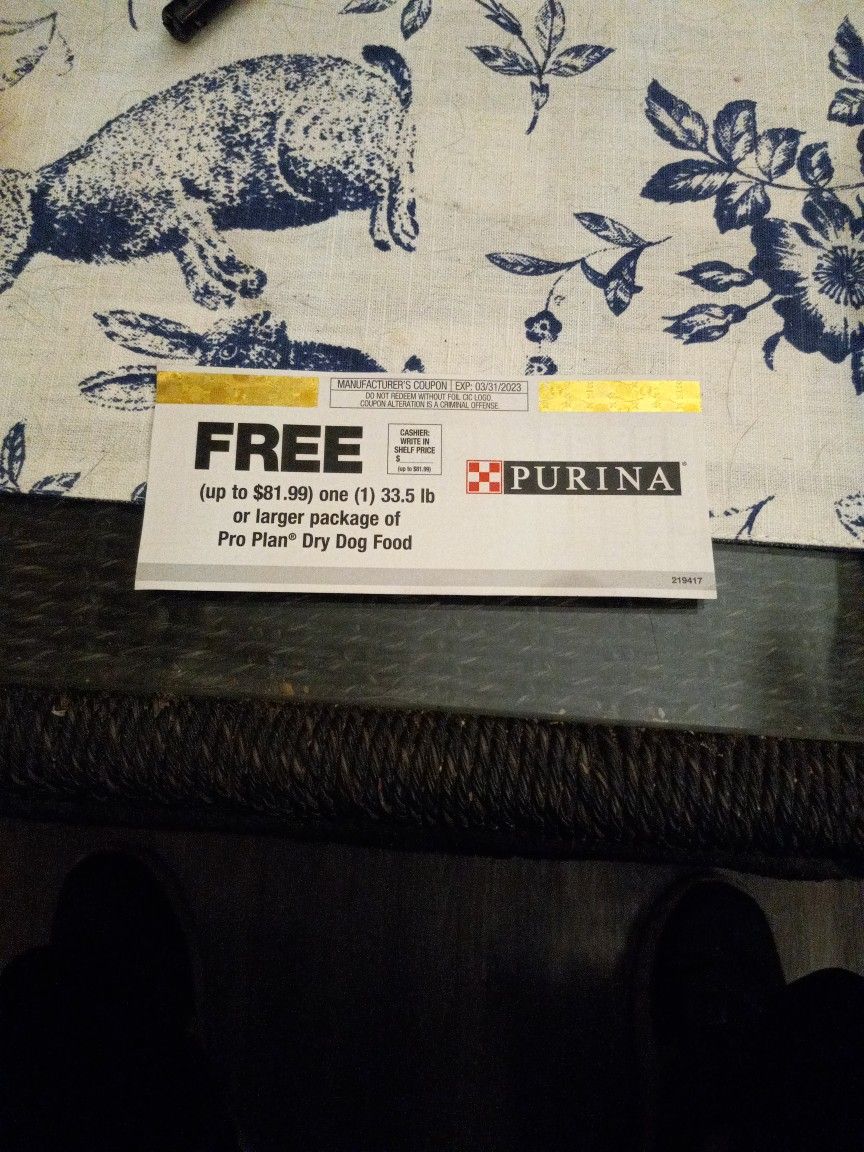 MANUFACTURER'S COUPON | EXP: 03/31/2023
DO NOT REDEEM WITHOUT FOIL CIC LOGO.
COUPON ALTERATION IS A CRIMINAL OFFENSE.
FREE
CASHIER:
WRITE IN
SHELF PRICE
$
(up to $81.99)
(up to $81.99) one (1) 33.5 lb
or larger package of
Pro Plan® Dry Dog Food
PURINA®
219417